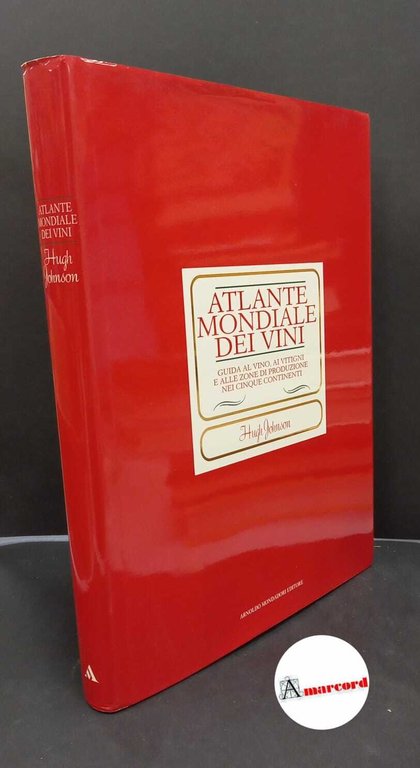 ATLANTE
MONDIALE
DEI VINI
Hugh
Johnson
ATLANTE
MONDIALE
DEI VINI
GUIDA AL VINO, AI VITIGNI
E ALLE ZONE DI PRODUZIONE
NEI CINQUE CONTINENTI
Hugh Johnson
ARNOLDO MONDADORI EDITORE
Amarcord